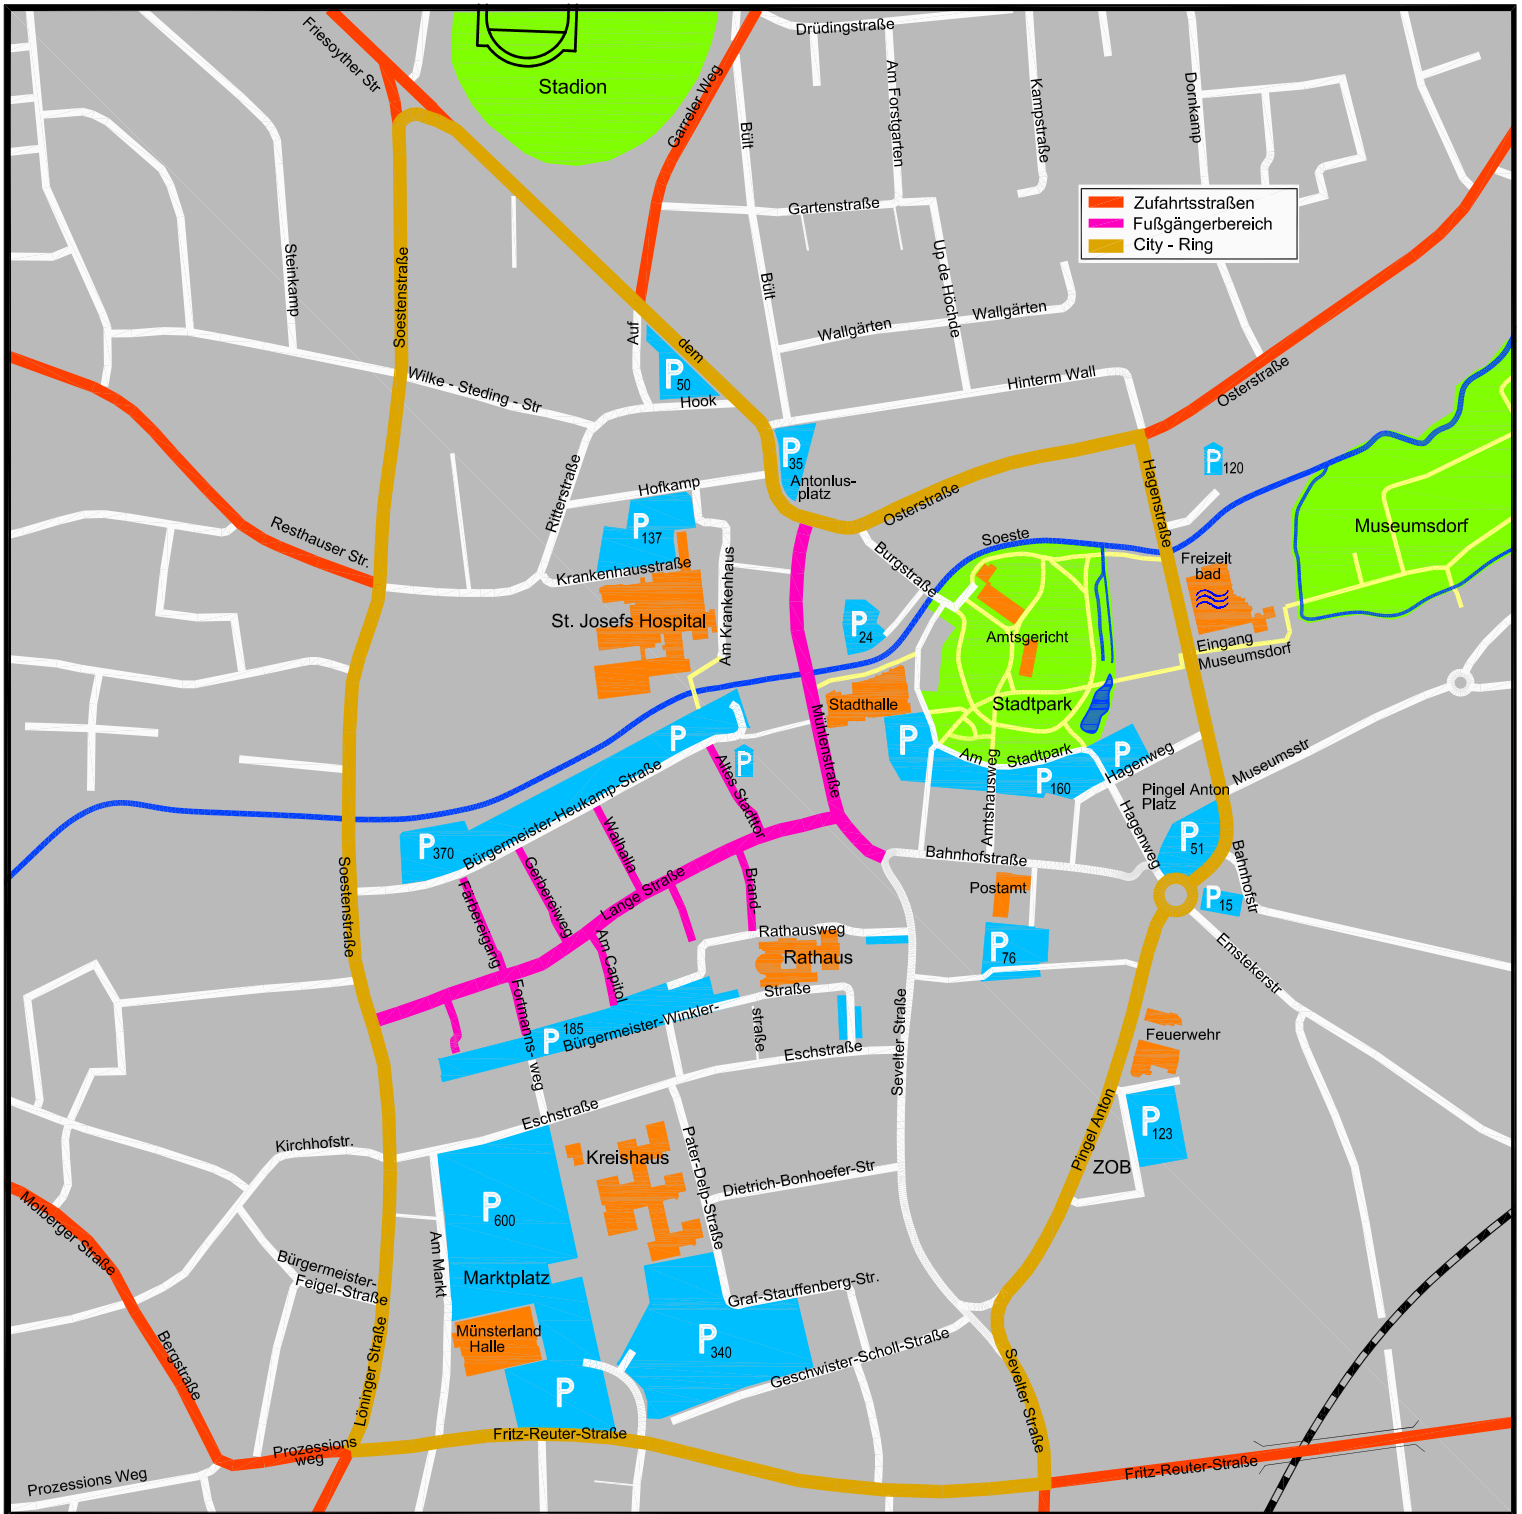 Friesoyther Str
Stadion
Garreler Weg
Drüdingstraße
Bült
Am Forstgarten
Kampstraße
Dornkamp
Zufahrtsstraßen
Fußgängerbereich
City - Ring
Gartenstraße
Steinkamp
Soestenstraße
Bült
Up de Höchde
Wallgärten
Wallgärten
Auf
dem
Hook
P 50
Hinterm Wall
Osterstraße
Wilke - Steding - Str
P 35
Antonius-
platz
Ritterstraße
Hofkamp
P 137
Osterstraße
Hagenstraße
P 120
Resthauser Str.
Krankenhausstraße
Am Krankenhaus
Burgstraße
Soeste
Museumsdorf
Freizeit
bad
St. Josefs Hospital
P 24
Amtsgericht
Eingang
Museumsdorf
Stadthalle
Stadtpark
Mühlenstraße
P
P
P
P
Am Stadtpark
P 160
Amtshausweg
Hagenweg
Hagenweg
Museumsstr
Pingel Anton
Platz
P 51
Altes Stadttor
Bürgermeister-Heukamp-Straße
P 370
Walhalla
Gerbereiweg
Färbereigang
Lange Straße
Brand-
straße
Bahnhofstraße
Bahnhofstr
Postamt
P 15
Soestenstraße
Am Capitol
Rathausweg
Rathaus
P 76
Emstekerstr
Fortmanns-
weg
P 185
Bürgermeister-Winkler-
Straße
Sevelter Straße
Eschstraße
Eschstraße
Feuerwehr
P 123
Pingel Anton
ZOB
Kirchhofstr.
Kreishaus
Pater-Delp-Straße
Dietrich-Bonhoefer-Str
P 600
Molberger Straße
Am Markt
Marktplatz
Bürgermeister-
Feigel-Straße
Graf-Stauffenberg-Str.
Münsterland
Halle
P 340
Geschwister-Scholl-Straße
Bergstraße
Löninger Straße
P
Sevelter Straße
Fritz-Reuter-Straße
Prozessions
weg
Prozessions Weg
Fritz-Reuter-Straße